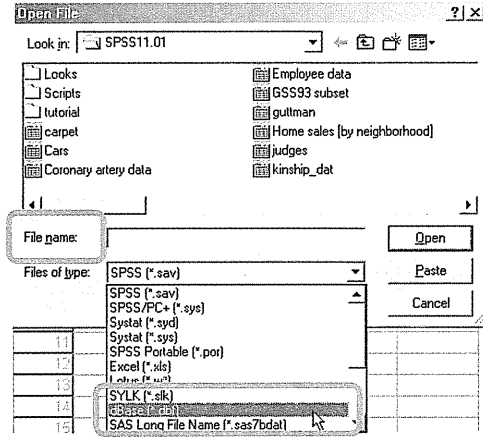 Open File
Look in: SPSS11.01
Looks
Scripts
tutorial
carpet
Cars
Coronary artery data
Employee data
GSS93 subset
guttman
Home sales [by neighborhood]
judges
kinship_dat
File name:
Open
Files of type: SPSS (*.sav)
Paste
Cancel
SPSS (*.sav)
SPSS/PC+ (*.sys)
Systat (*.syd)
Systat (*.sys)
SPSS Portable (*.por)
Excel (*.xls)
Lotus (*.w*)
SYLK (*.slk)
dBase (*.dbf)
SAS Long File Name (*.sas7bdat)
11
12
13
14
15